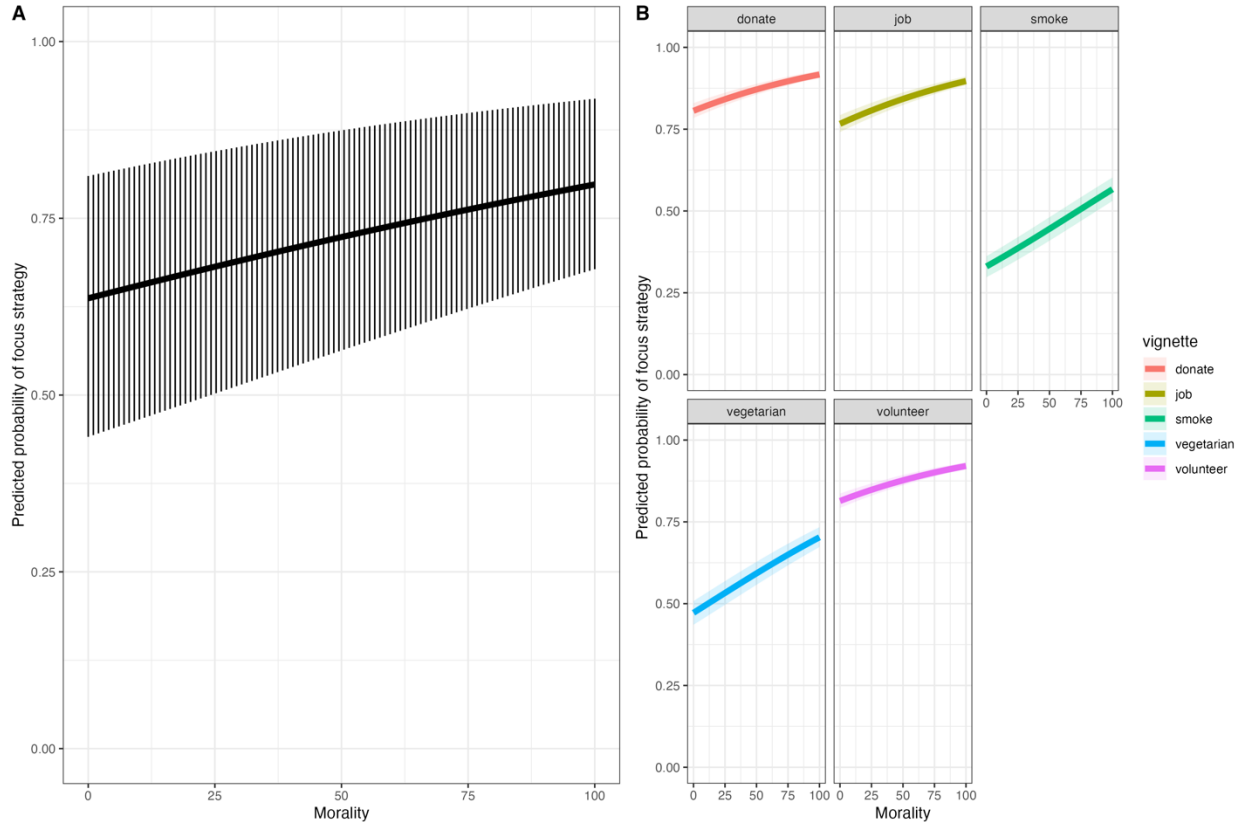 A
Predicted probability of focus strategy
1.00
0.75
0.50
0.25
0.00
0 25 50 75 100
Morality
B
Predicted probability of focus strategy
donate job smoke
1.00
0.75
0.50
0.25
0.00
0 25 50 75 100
vegetarian volunteer
1.00
0.75
0.50
0.25
0.00
0 25 50 75 100 0 25 50 75 100
Morality
vignette
donate
job
smoke
vegetarian
volunteer